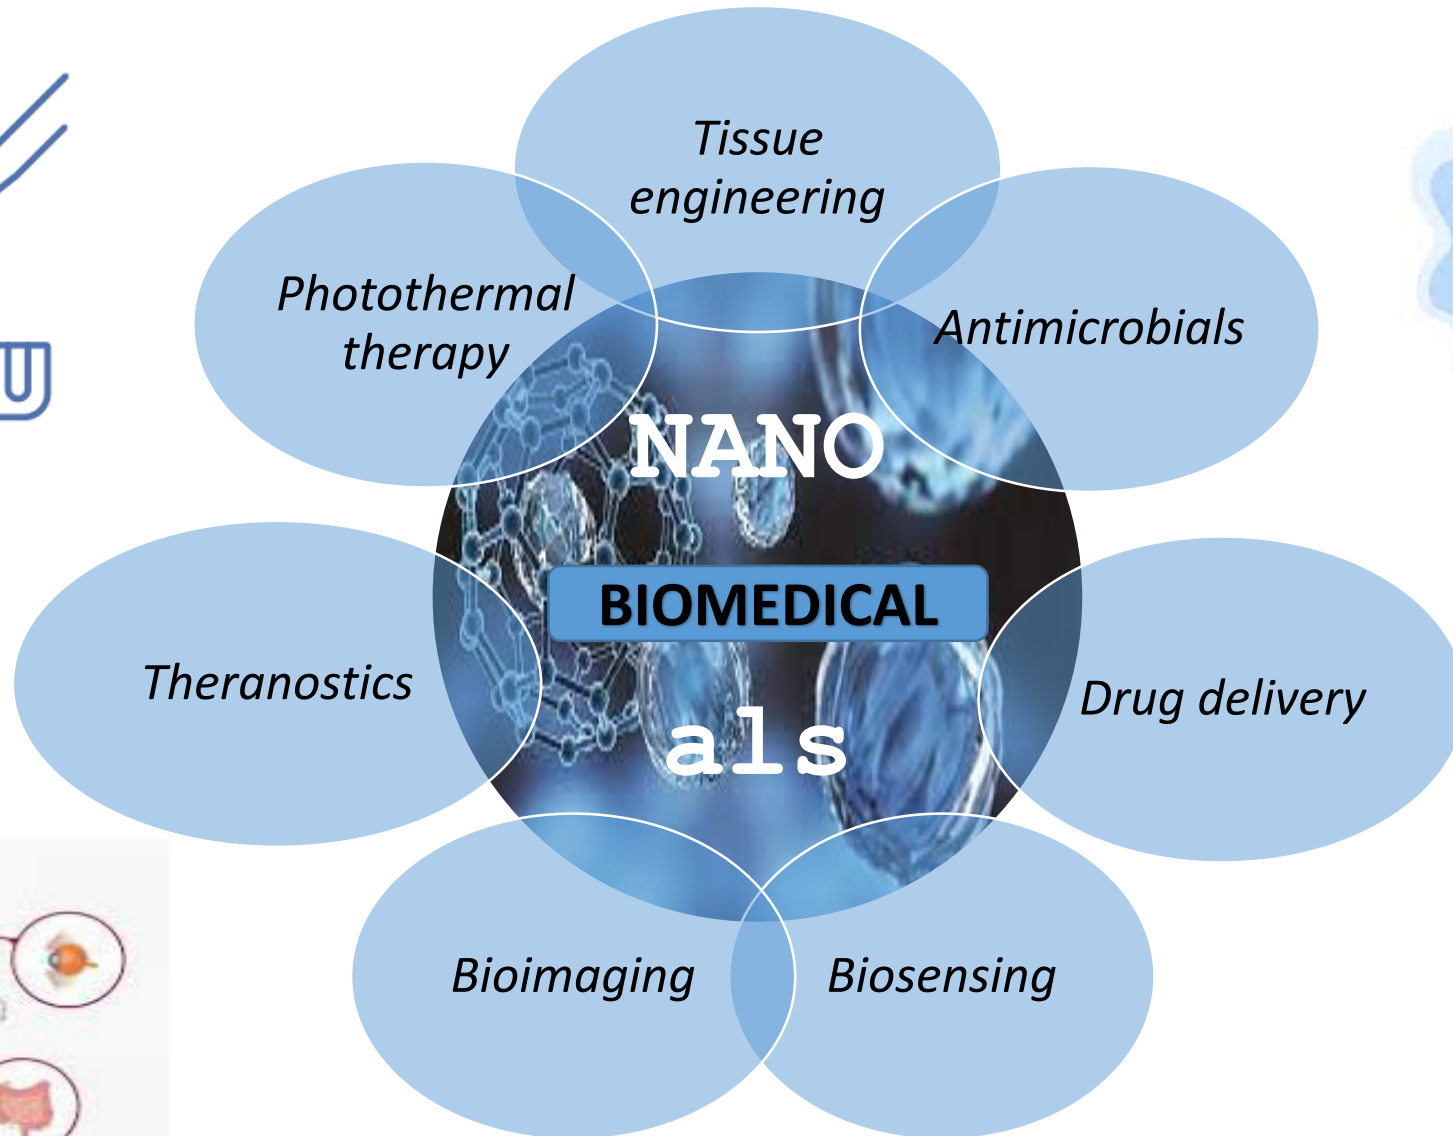 Tissue
engineering
Photothermal
therapy
Antimicrobials
NANO
BIOMEDICAL
Theranostics
Drug delivery
als
Bioimaging
Biosensing